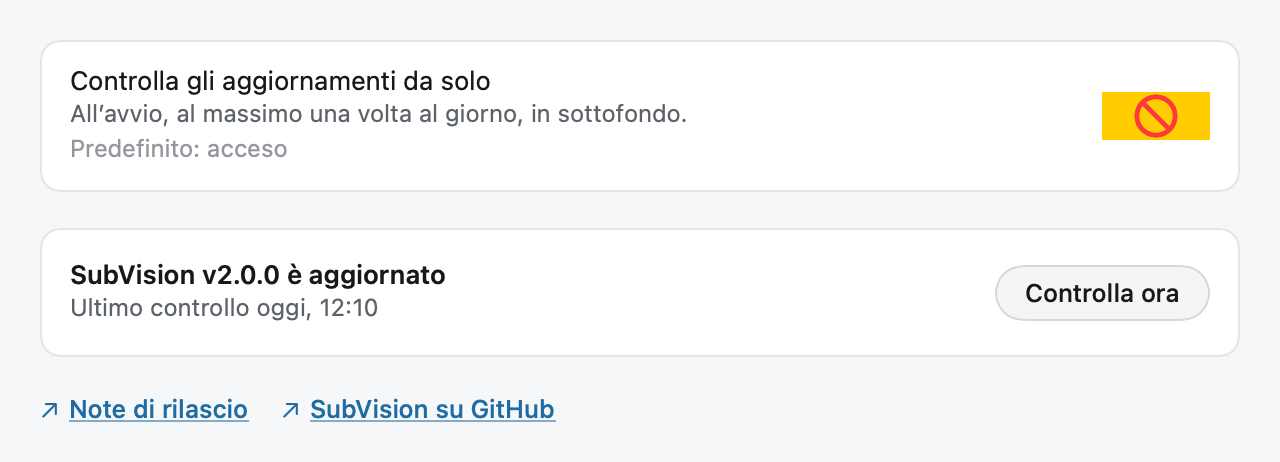 Controlla gli aggiornamenti da solo
All’avvio, al massimo una volta al giorno, in sottofondo.
Predefinito: acceso
SubVision v2.0.0 è aggiornato
Ultimo controllo oggi, 12:10
Controlla ora
Note di rilascio
SubVision su GitHub